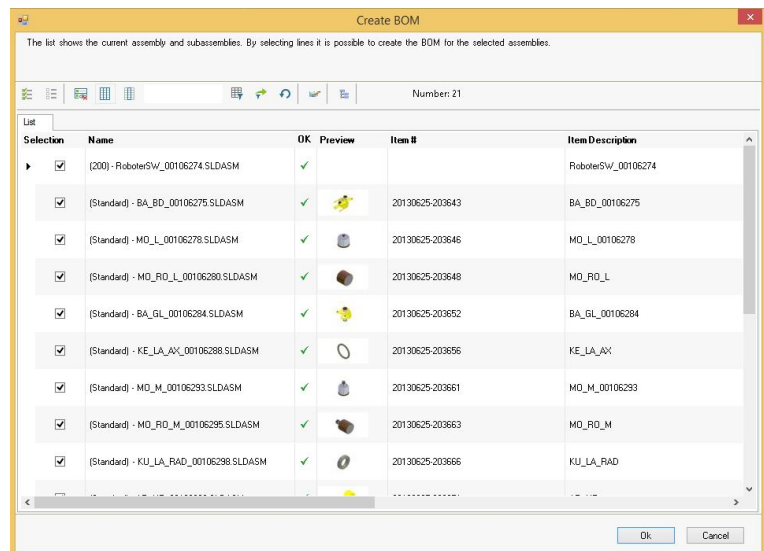 Create BOM
The list shows the current assembly and subassemblies. By selecting lines it is possible to create the BOM for the selected assemblies.
Number: 21
List
Selection Name OK Preview Item # Item Description
(200) - RoboterSW_00106274.SLDASM RoboterSW_00106274
(Standard) - BA_BD_00106275.SLDASM 20130625-203643 BA_BD_00106275
(Standard) - MO_L_00106278.SLDASM 20130625-203646 MO_L_00106278
(Standard) - MO_RO_L_00106280.SLDASM 20130625-203648 MO_RO_L
(Standard) - BA_GL_00106284.SLDASM 20130625-203652 BA_GL_00106284
(Standard) - KE_LA_AX_00106288.SLDASM 20130625-203656 KE_LA_AX
(Standard) - MO_M_00106293.SLDASM 20130625-203661 MO_M_00106293
(Standard) - MO_RO_M_00106295.SLDASM 20130625-203663 MO_RO_M
(Standard) - KU_LA_RAD_00106298.SLDASM 20130625-203666 KU_LA_RAD
Ok Cancel